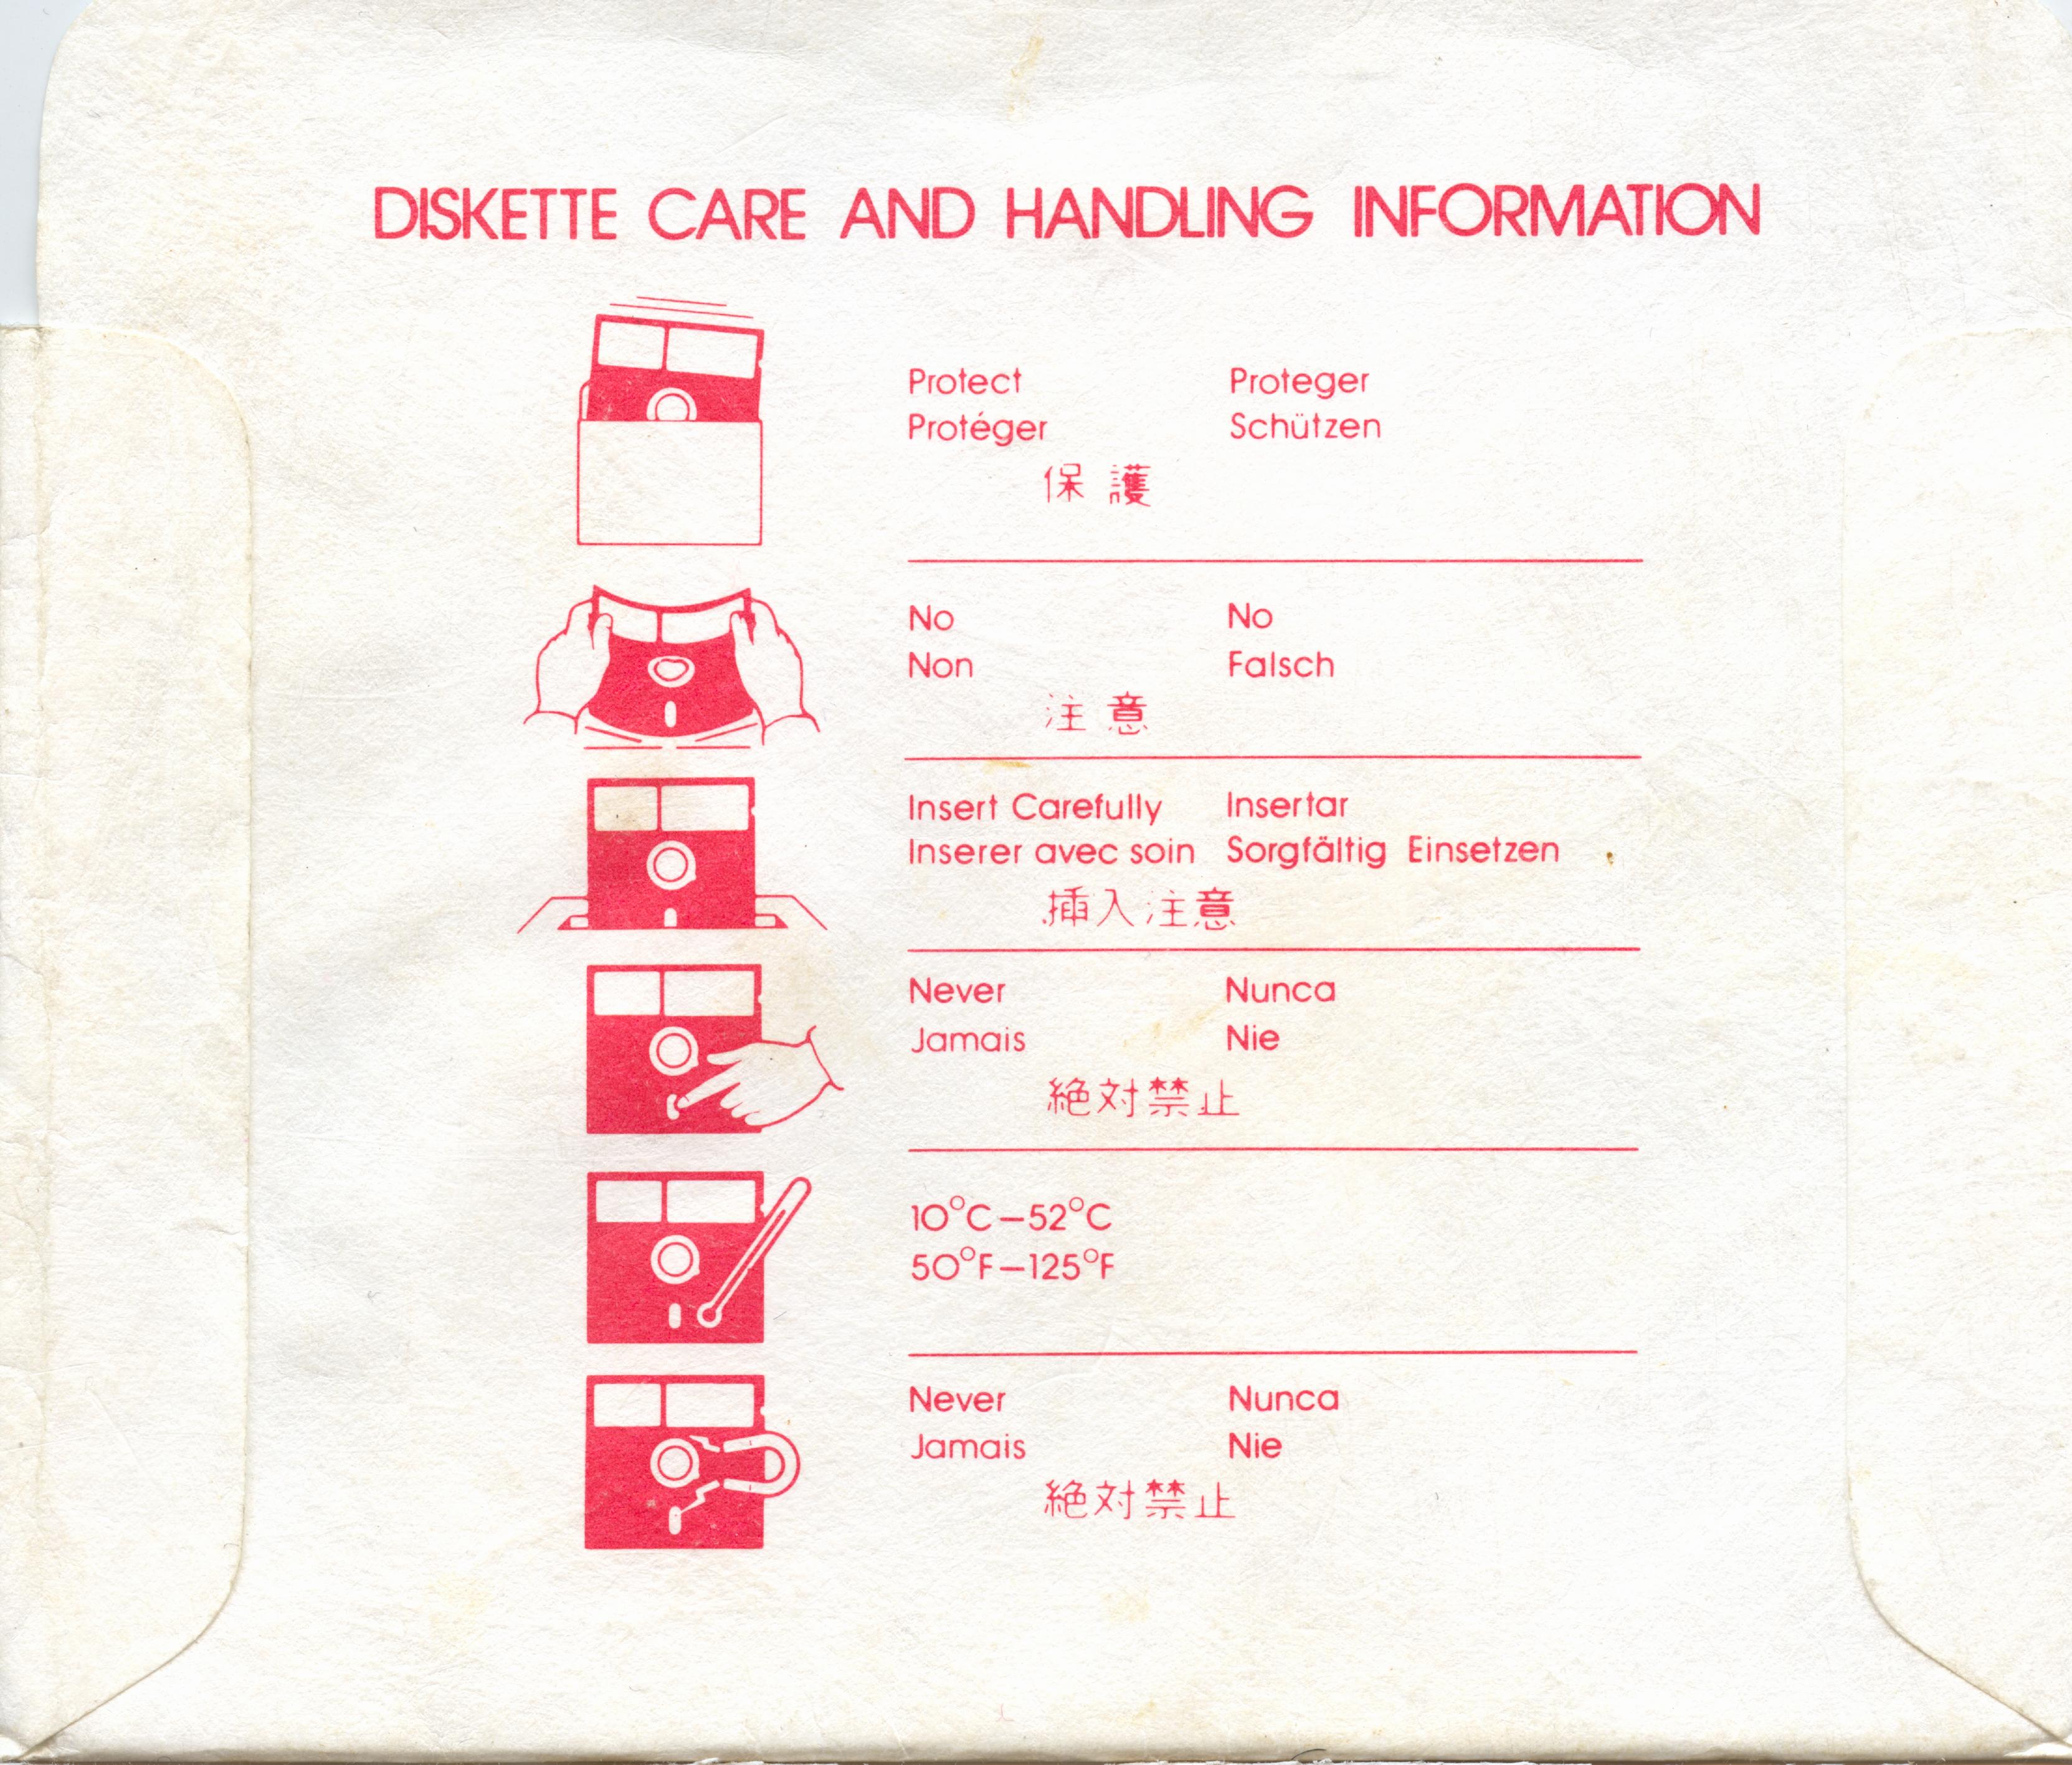 DISKETTE CARE AND HANDLING INFORMATION
Protect Proteger
Protéger Schützen
保護
No No
Non Falsch
注意
Insert Carefully Insertar
Inserer avec soin Sorgfältig Einsetzen
挿入注意
Never Nunca
Jamais Nie
絶対禁止
10°C–52°C
50°F–125°F
Never Nunca
Jamais Nie
絶対禁止